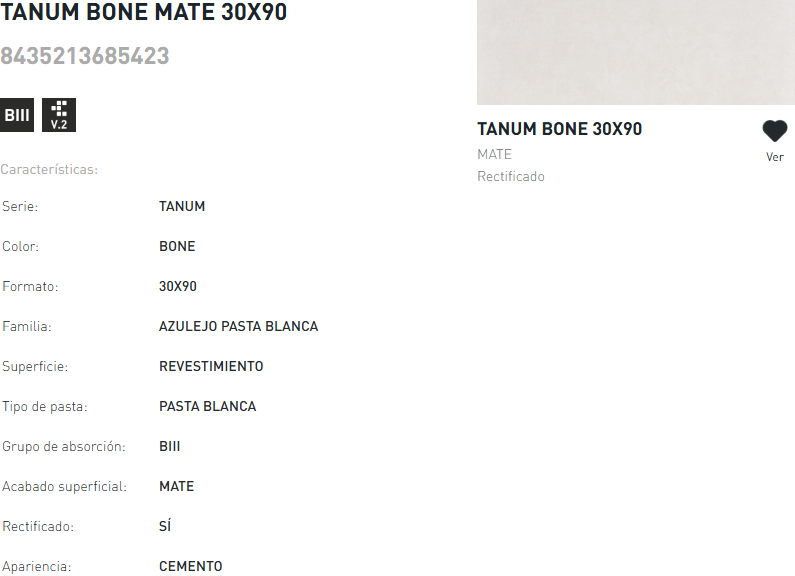 TANUM BONE MATE 30X90
8435213685423
BIII
V.2
Características:
Serie: TANUM
Color: BONE
Formato: 30X90
Familia: AZULEJO PASTA BLANCA
Superficie: REVESTIMIENTO
Tipo de pasta: PASTA BLANCA
Grupo de absorción: BIII
Acabado superficial: MATE
Rectificado: SÍ
Apariencia: CEMENTO
TANUM BONE 30X90
MATE
Rectificado
Ver